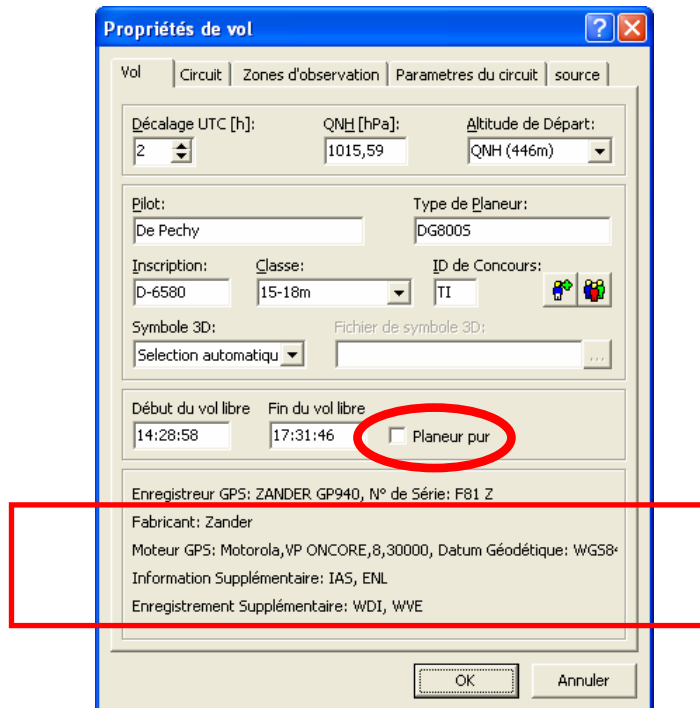 Propriétés de vol
Vol Circuit Zones d'observation Parametres du circuit source
Décalage UTC [h]: QNH [hPa]: Altitude de Départ:
2 1015,59 QNH (446m)
Pilot: Type de Planeur:
De Pechy DG800S
Inscription: Classe: ID de Concours:
D-6580 15-18m TI
Symbole 3D: Fichier de symbole 3D:
Selection automatiqu ...
Début du vol libre Fin du vol libre
14:28:58 17:31:46 Planeur pur
Enregistreur GPS: ZANDER GP940, N° de Série: F81 Z
Fabricant: Zander
Moteur GPS: Motorola,VP ONCORE,8,30000, Datum Géodétique: WGS84
Information Supplémentaire: IAS, ENL
Enregistrement Supplémentaire: WDI, WVE
OK Annuler